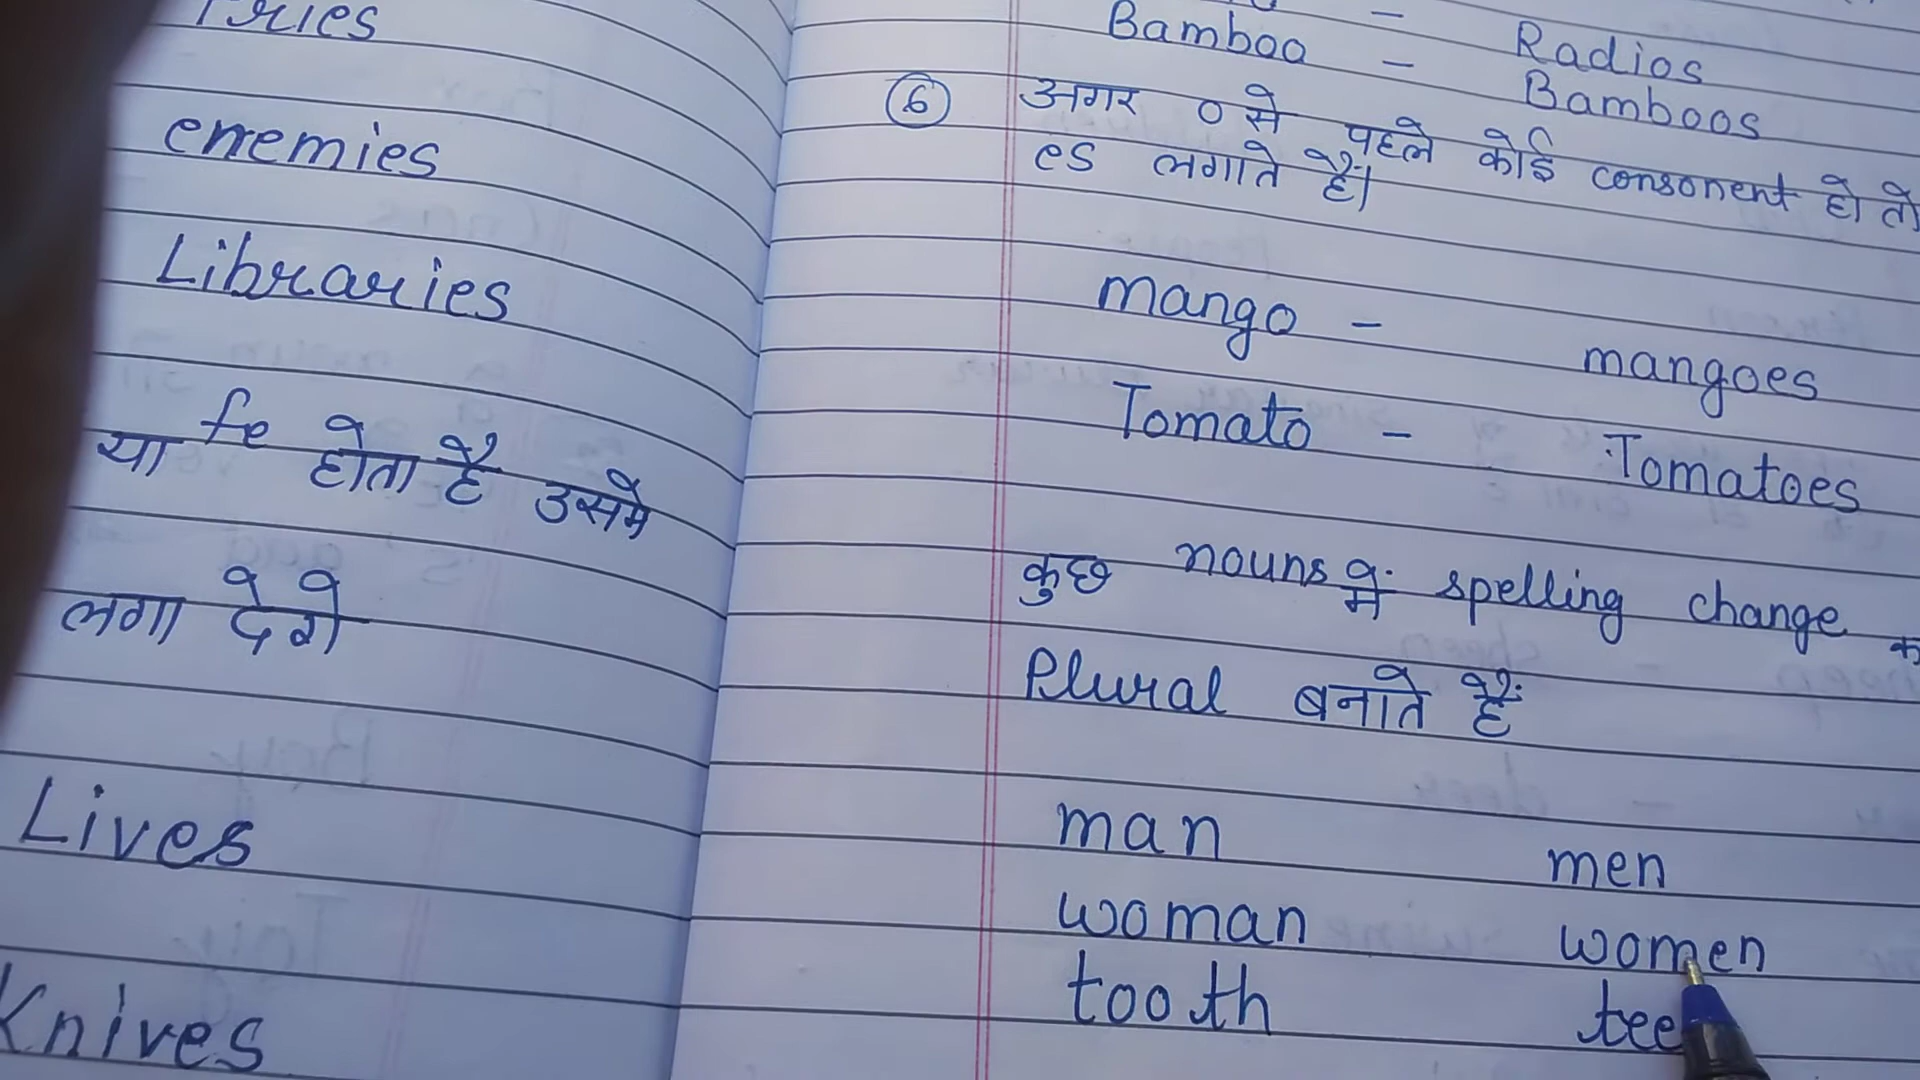 enemies
Libraries
या fe होता है उसमे
लगा देगे
Lives
Knives
– Radios
Bamboo – Bamboos
6 अगर o से पहले कोई consonent हो तो
es लगाते हैं।
mango – mangoes
Tomato – Tomatoes
कुछ nouns में spelling change
Plural बनाते हैं
man men
woman women
tooth